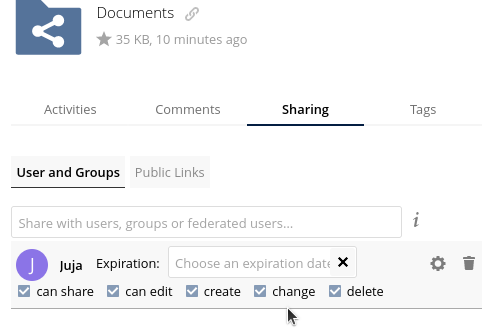 Documents
35 KB, 10 minutes ago
Activities Comments Sharing Tags
User and Groups Public Links
Share with users, groups or federated users... i
J Juja Expiration: Choose an expiration date
can share can edit create change delete